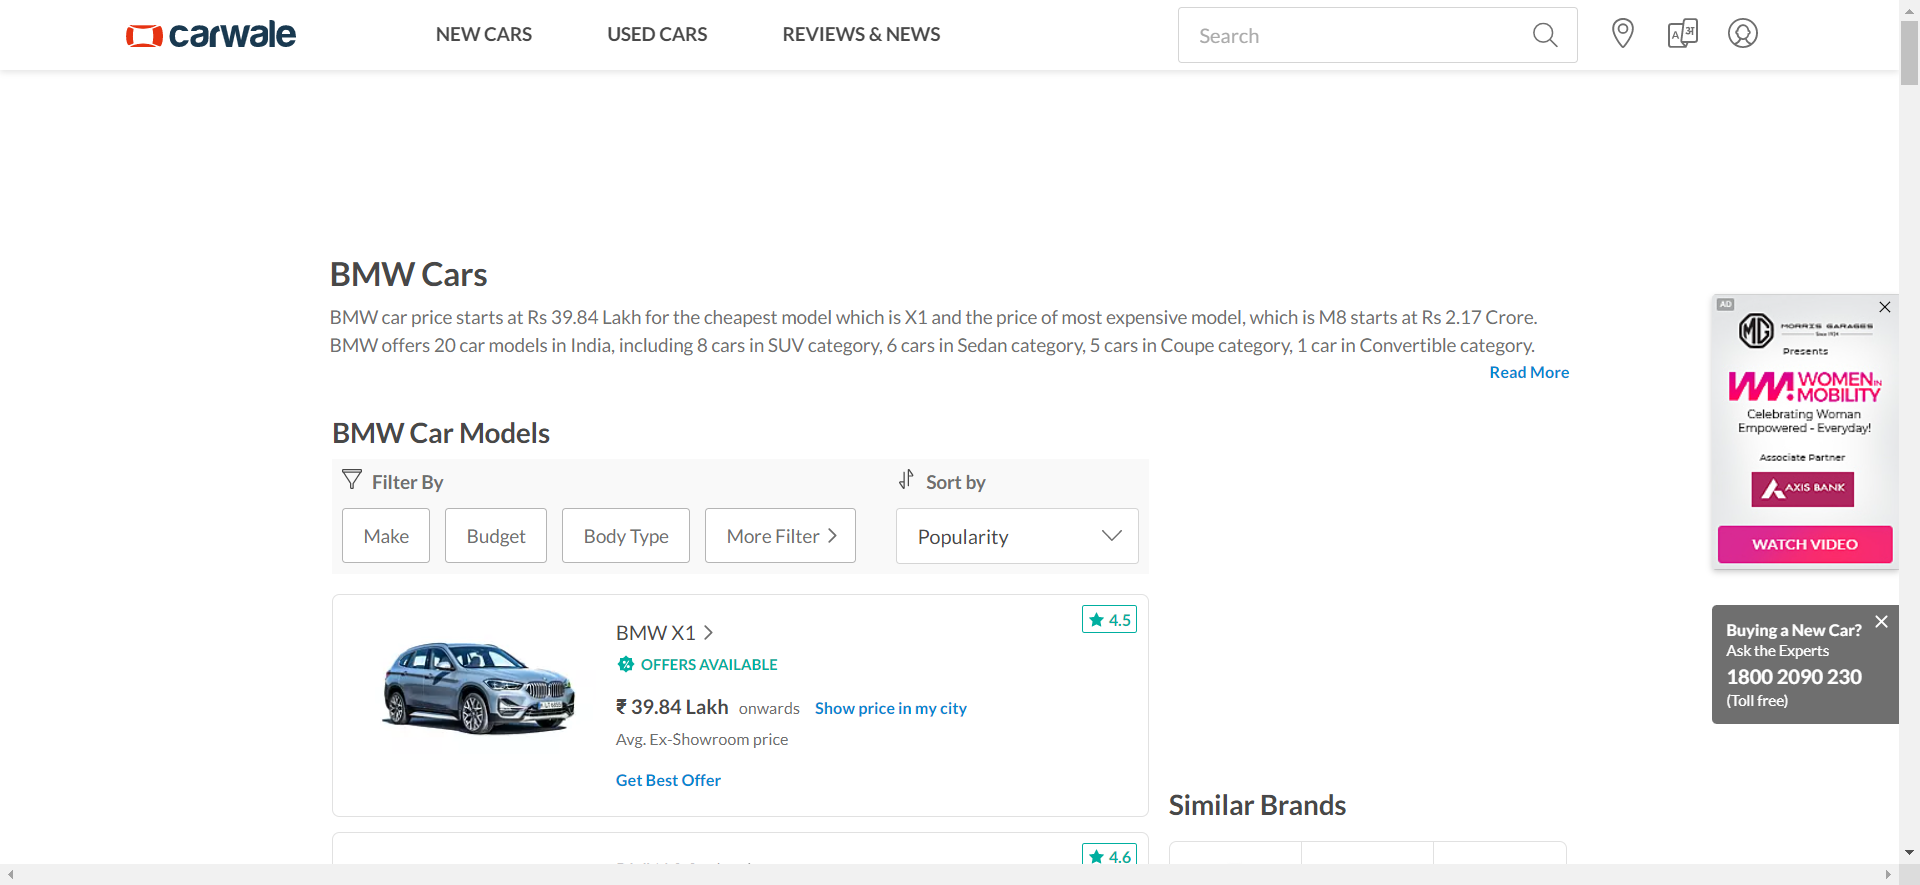 carwale
NEW CARS
USED CARS
REVIEWS & NEWS
Search
BMW Cars
BMW car price starts at Rs 39.84 Lakh for the cheapest model which is X1 and the price of most expensive model, which is M8 starts at Rs 2.17 Crore.
BMW offers 20 car models in India, including 8 cars in SUV category, 6 cars in Sedan category, 5 cars in Coupe category, 1 car in Convertible category.
Read More
BMW Car Models
Filter By
Sort by
Make
Budget
Body Type
More Filter
Popularity
BMW X1
4.5
OFFERS AVAILABLE
₹ 39.84 Lakh onwards
Show price in my city
Avg. Ex-Showroom price
Get Best Offer
4.6
Similar Brands
AD
MG
MORRIS GARAGES
Since 1924
Presents
WOMEN IN
MOBILITY
Celebrating Woman
Empowered - Everyday!
Associate Partner
AXIS BANK
WATCH VIDEO
Buying a New Car?
Ask the Experts
1800 2090 230
(Toll free)